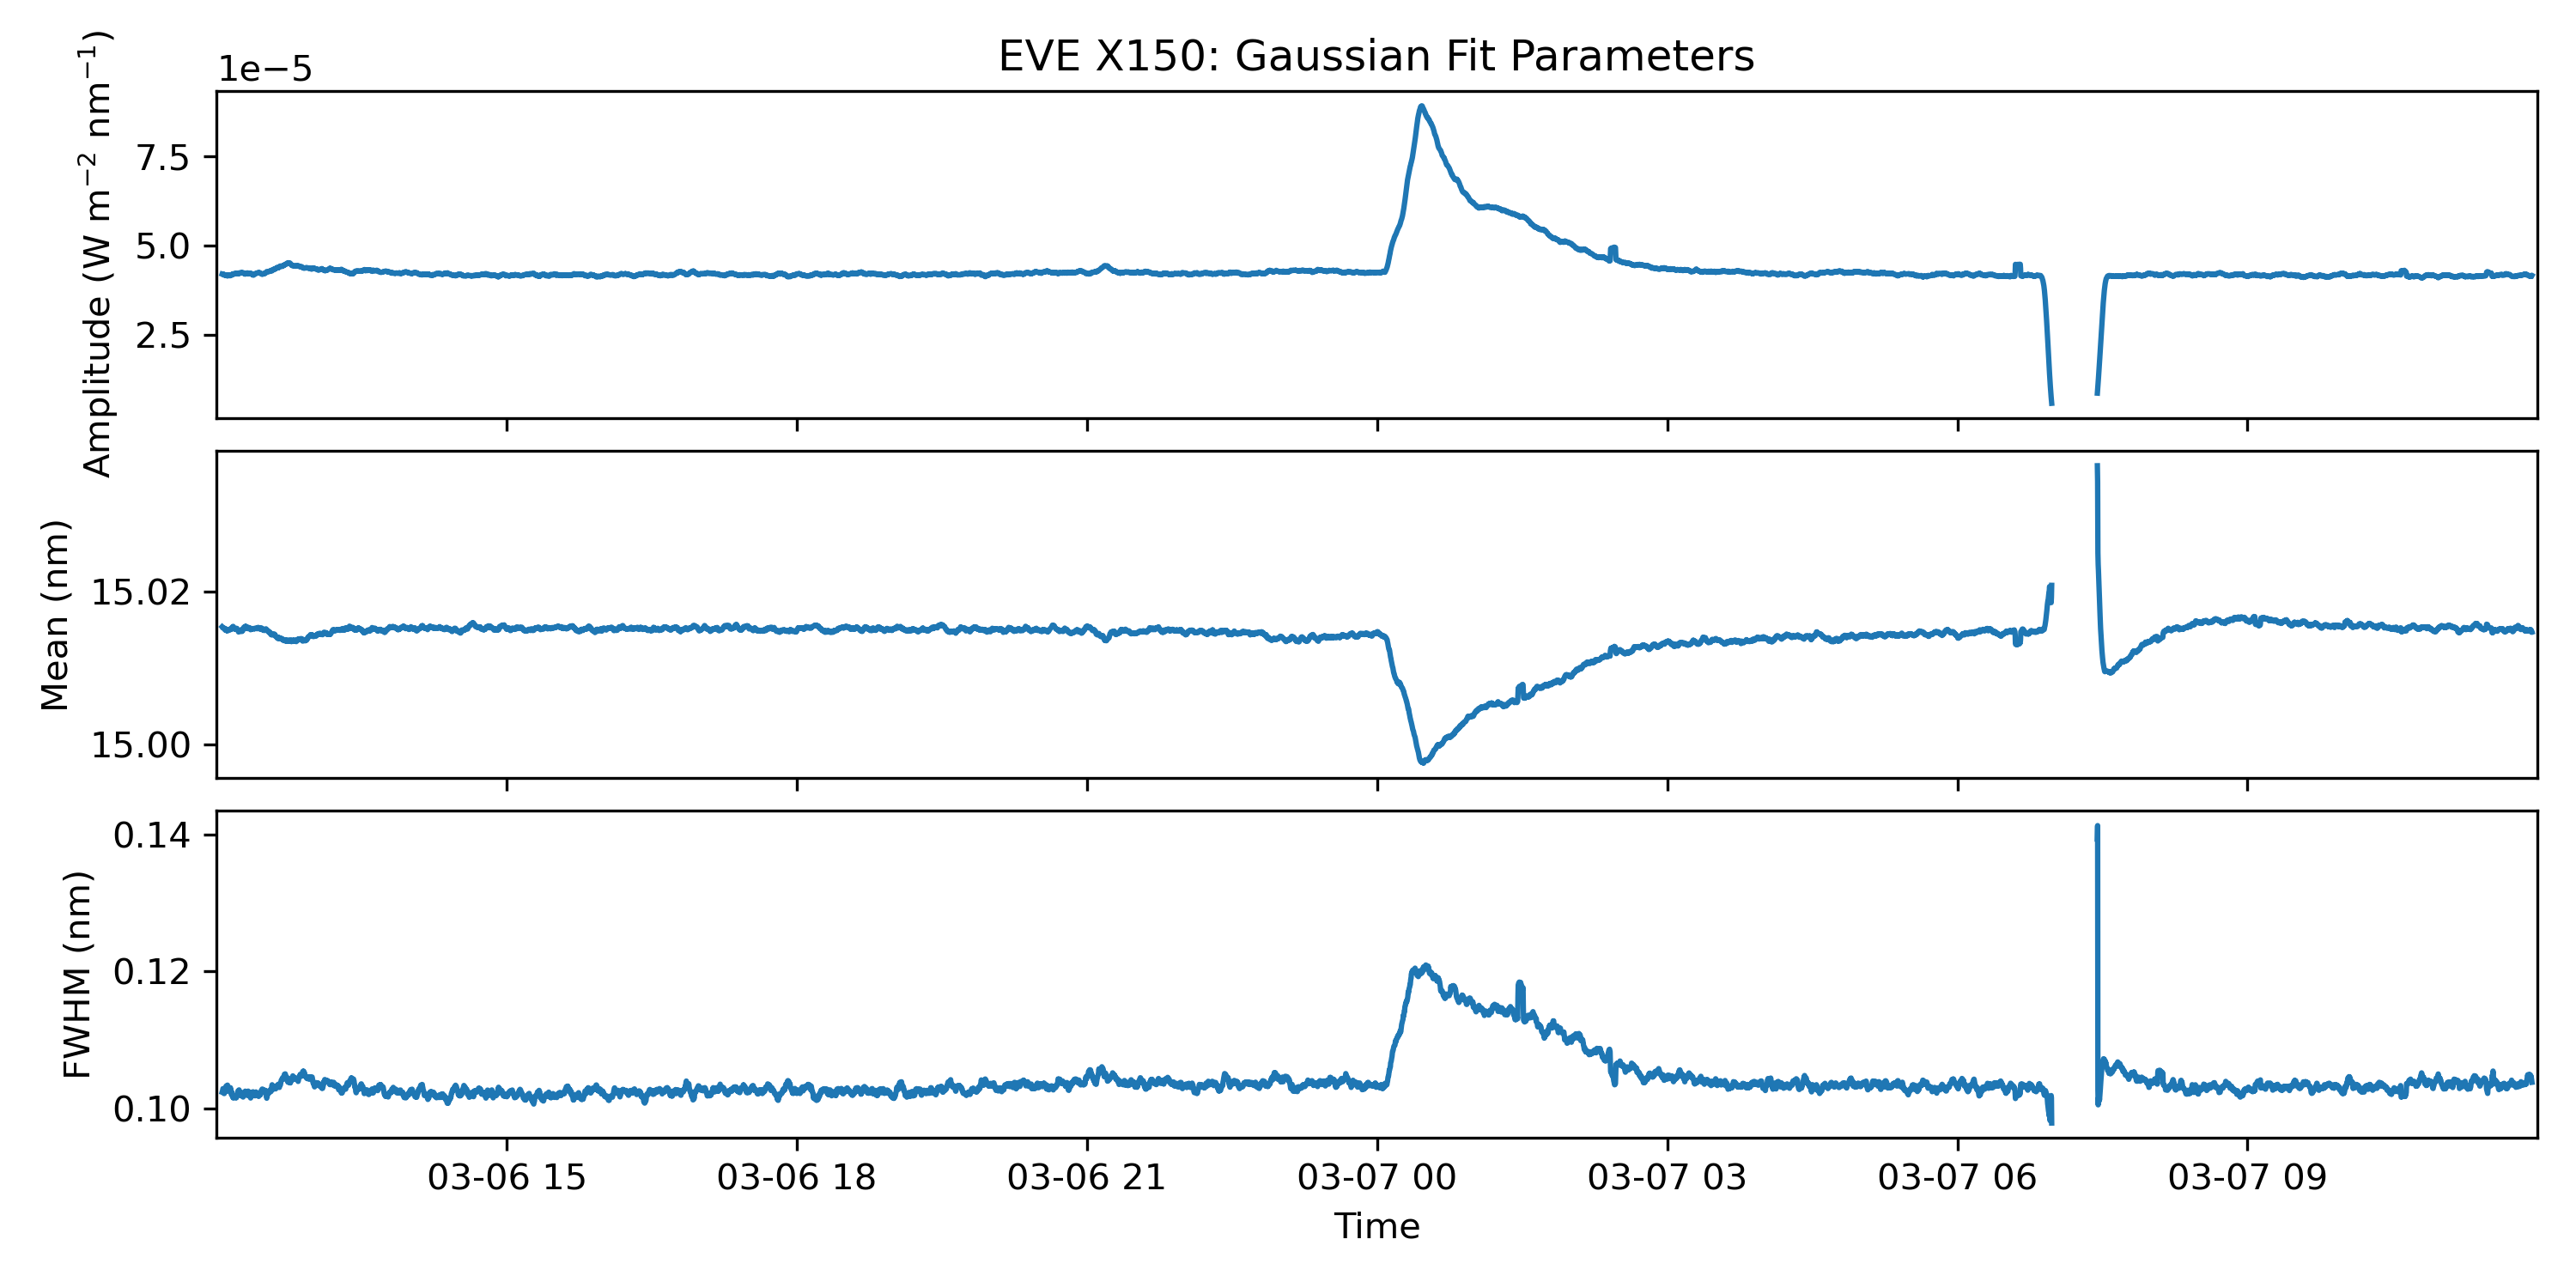 EVE X150: Gaussian Fit Parameters
1e−5
Amplitude (W m⁻² nm⁻¹)
7.5
5.0
2.5
Mean (nm)
15.02
15.00
FWHM (nm)
0.14
0.12
0.10
03-06 15 03-06 18 03-06 21 03-07 00 03-07 03 03-07 06 03-07 09
Time